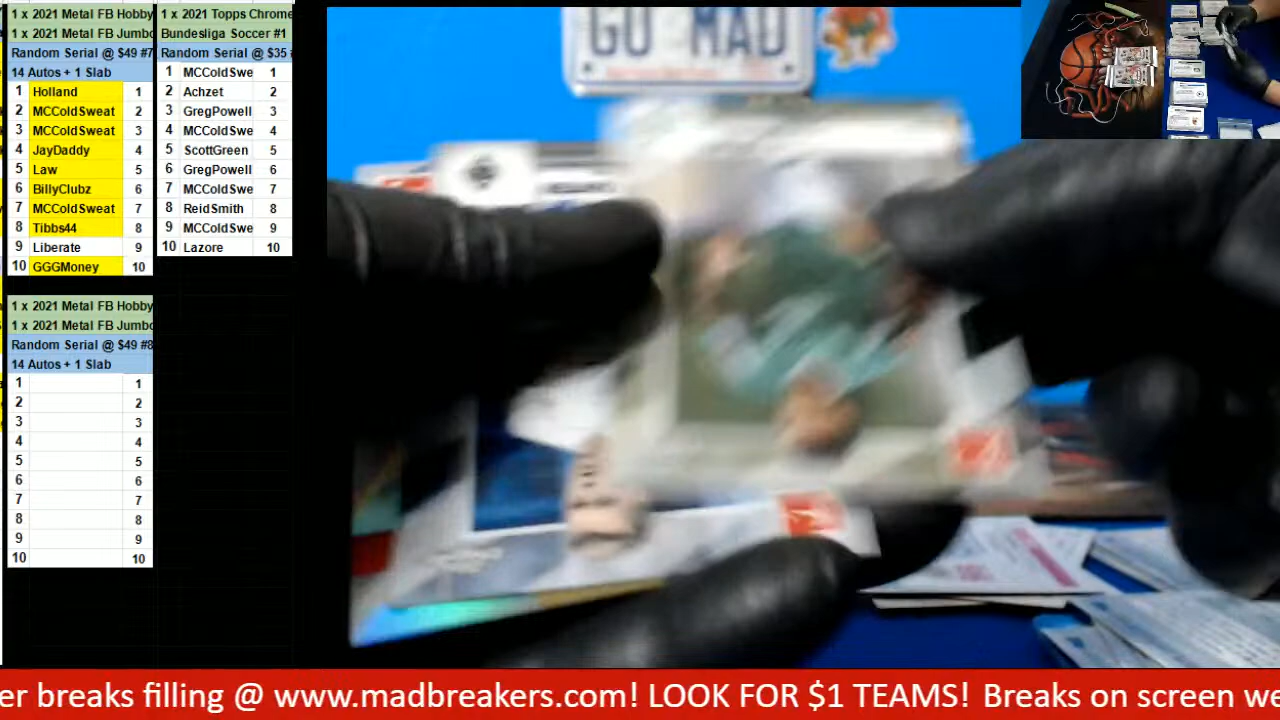 1 x 2021 Metal FB Hobby
1 x 2021 Metal FB Jumbo
Random Serial @ $49 #7
14 Autos + 1 Slab
1 Holland 1
2 MCColdSweat 2
3 MCColdSweat 3
4 JayDaddy 4
5 Law 5
6 BillyClubz 6
7 MCColdSweat 7
8 Tibbs44 8
9 Liberate 9
10 GGGMoney 10
1 x 2021 Topps Chrome
Bundesliga Soccer #1
Random Serial @ $35
1 MCColdSwe 1
2 Achzet 2
3 GregPowell 3
4 MCColdSwe 4
5 ScottGreen 5
6 GregPowell 6
7 MCColdSwe 7
8 ReidSmith 8
9 MCColdSwe 9
10 Lazore 10
1 x 2021 Metal FB Hobby
1 x 2021 Metal FB Jumbo
Random Serial @ $49 #8
14 Autos + 1 Slab
1 1
2 2
3 3
4 4
5 5
6 6
7 7
8 8
9 9
10 10
GO MAD
er breaks filling @ www.madbreakers.com! LOOK FOR $1 TEAMS! Breaks on screen we